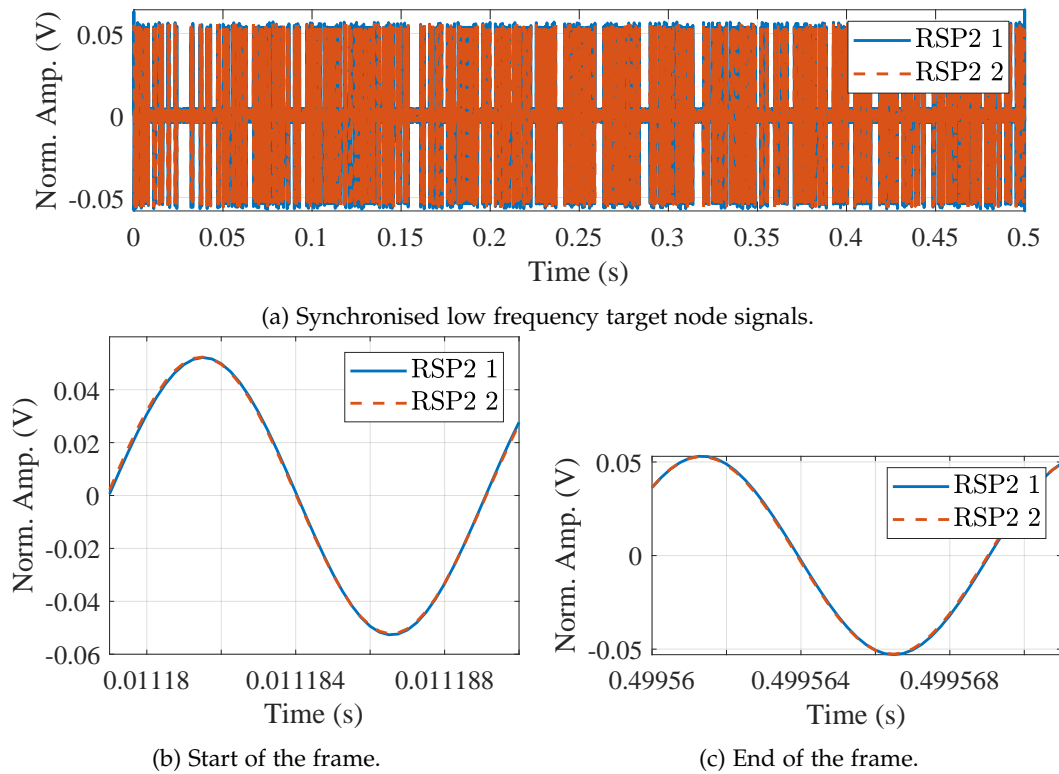 Norm. Amp. (V)
0.05
0
-0.05
RSP2 1
RSP2 2
0 0.05 0.1 0.15 0.2 0.25 0.3 0.35 0.4 0.45 0.5
Time (s)
(a) Synchronised low frequency target node signals.
Norm. Amp. (V)
0.04
0.02
0
-0.02
-0.04
-0.06
RSP2 1
RSP2 2
0.01118 0.011184 0.011188
Time (s)
(b) Start of the frame.
Norm. Amp. (V)
0.05
0
-0.05
RSP2 1
RSP2 2
0.49956 0.499564 0.499568
Time (s)
(c) End of the frame.